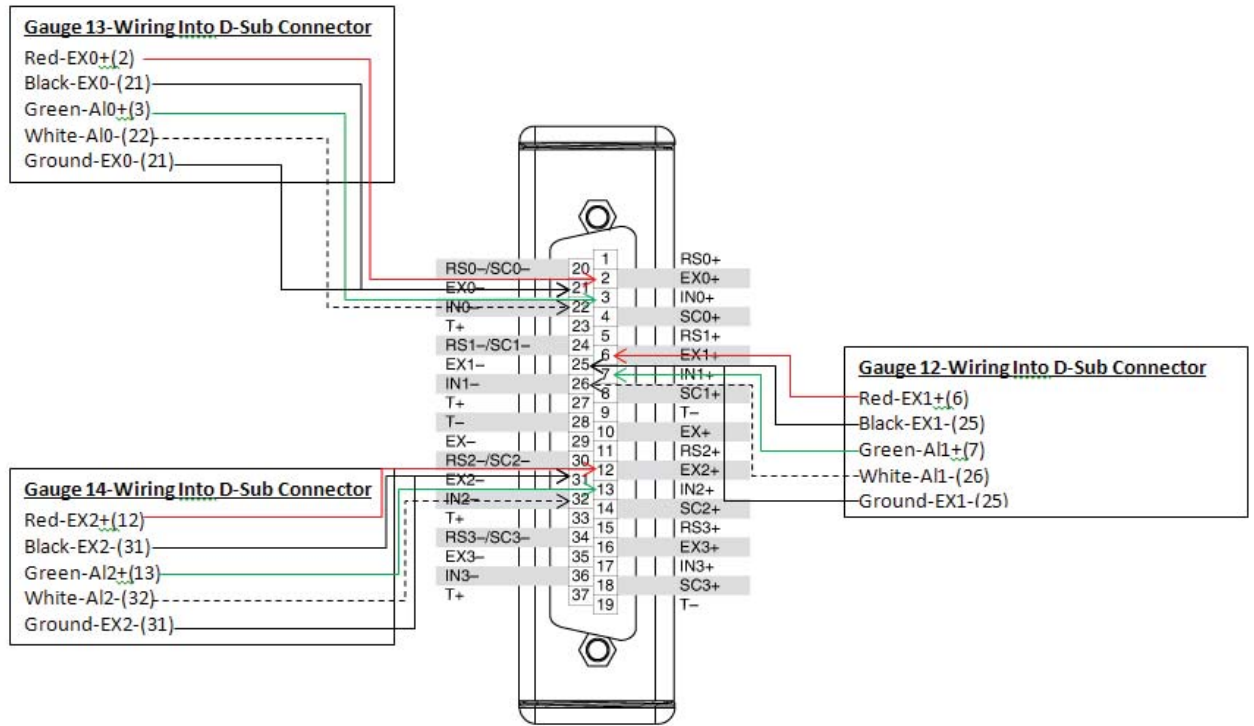 Gauge 13-Wiring Into D-Sub Connector
Red-EX0+(2)
Black-EX0-(21)
Green-Al0+(3)
White-Al0-(22)
Ground-EX0-(21)
RS0–/SC0–
EX0–
IN0–
T+
RS1–/SC1–
EX1–
IN1–
T+
T–
EX–
RS2–/SC2–
EX2–
IN2–
T+
RS3–/SC3–
EX3–
IN3–
T+
20
21
22
23
24
25
26
27
28
29
30
31
32
33
34
35
36
37
1
2
3
4
5
6
7
8
9
10
11
12
13
14
15
16
17
18
19
RS0+
EX0+
IN0+
SC0+
RS1+
EX1+
IN1+
SC1+
T–
EX+
RS2+
EX2+
IN2+
SC2+
RS3+
EX3+
IN3+
SC3+
T–
Gauge 12-Wiring Into D-Sub Connector
Red-EX1+(6)
Black-EX1-(25)
Green-Al1+(7)
White-Al1-(26)
Ground-EX1-(25)
Gauge 14-Wiring Into D-Sub Connector
Red-EX2+(12)
Black-EX2-(31)
Green-Al2+(13)
White-Al2-(32)
Ground-EX2-(31)